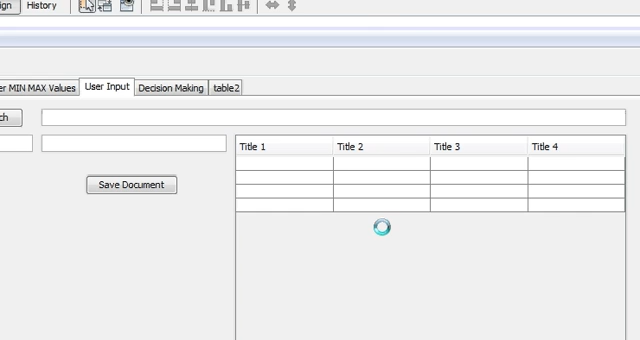 ign History
er MIN MAX Values User Input Decision Making table2
ch
Title 1 Title 2 Title 3 Title 4
Save Document